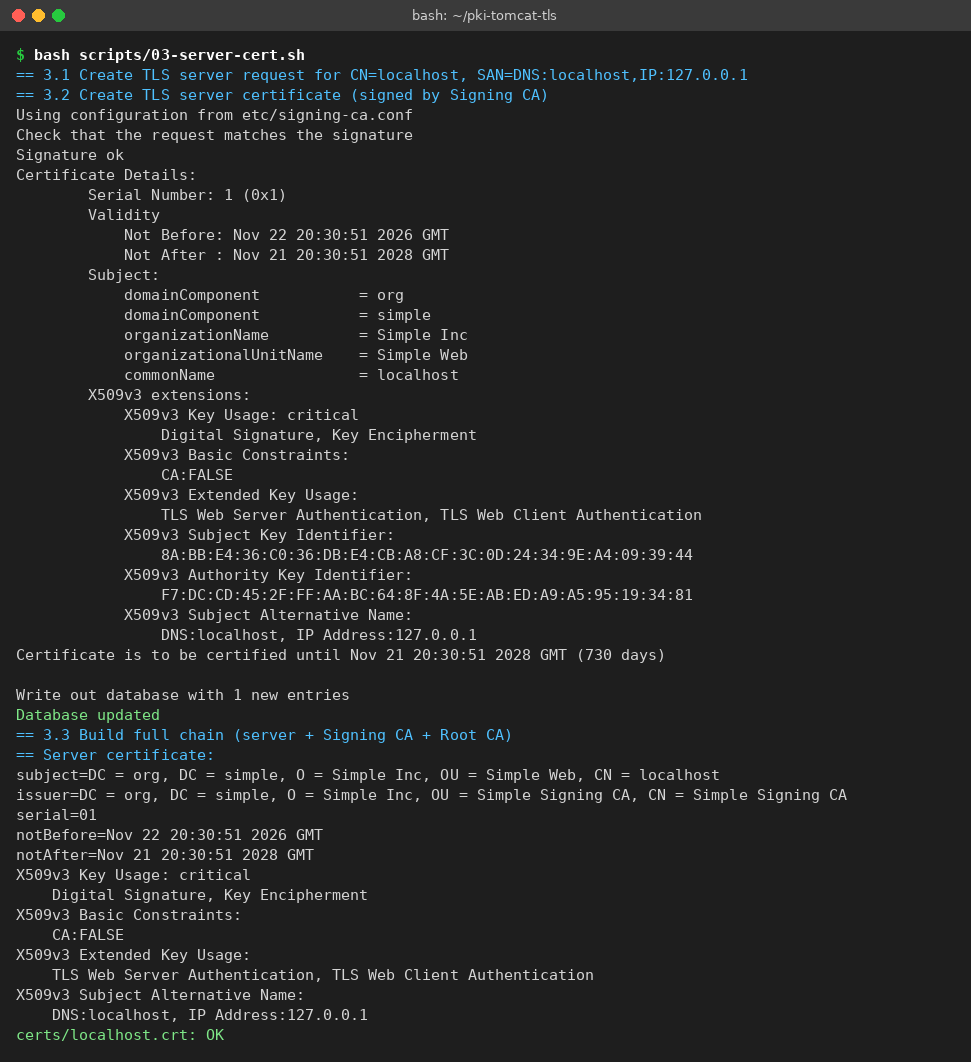 bash: ~/pki-tomcat-tls
$ bash scripts/03-server-cert.sh
== 3.1 Create TLS server request for CN=localhost, SAN=DNS:localhost,IP:127.0.0.1
== 3.2 Create TLS server certificate (signed by Signing CA)
Using configuration from etc/signing-ca.conf
Check that the request matches the signature
Signature ok
Certificate Details:
        Serial Number: 1 (0x1)
        Validity
            Not Before: Nov 22 20:30:51 2026 GMT
            Not After : Nov 21 20:30:51 2028 GMT
        Subject:
            domainComponent           = org
            domainComponent           = simple
            organizationName          = Simple Inc
            organizationalUnitName    = Simple Web
            commonName                = localhost
        X509v3 extensions:
            X509v3 Key Usage: critical
                Digital Signature, Key Encipherment
            X509v3 Basic Constraints:
                CA:FALSE
            X509v3 Extended Key Usage:
                TLS Web Server Authentication, TLS Web Client Authentication
            X509v3 Subject Key Identifier:
                8A:BB:E4:36:C0:36:DB:E4:CB:A8:CF:3C:0D:24:34:9E:A4:09:39:44
            X509v3 Authority Key Identifier:
                F7:DC:CD:45:2F:FF:AA:BC:64:8F:4A:5E:AB:ED:A9:A5:95:19:34:81
            X509v3 Subject Alternative Name:
                DNS:localhost, IP Address:127.0.0.1
Certificate is to be certified until Nov 21 20:30:51 2028 GMT (730 days)

Write out database with 1 new entries
Database updated
== 3.3 Build full chain (server + Signing CA + Root CA)
== Server certificate:
subject=DC = org, DC = simple, O = Simple Inc, OU = Simple Web, CN = localhost
issuer=DC = org, DC = simple, O = Simple Inc, OU = Simple Signing CA, CN = Simple Signing CA
serial=01
notBefore=Nov 22 20:30:51 2026 GMT
notAfter=Nov 21 20:30:51 2028 GMT
X509v3 Key Usage: critical
    Digital Signature, Key Encipherment
X509v3 Basic Constraints:
    CA:FALSE
X509v3 Extended Key Usage:
    TLS Web Server Authentication, TLS Web Client Authentication
X509v3 Subject Alternative Name:
    DNS:localhost, IP Address:127.0.0.1
certs/localhost.crt: OK